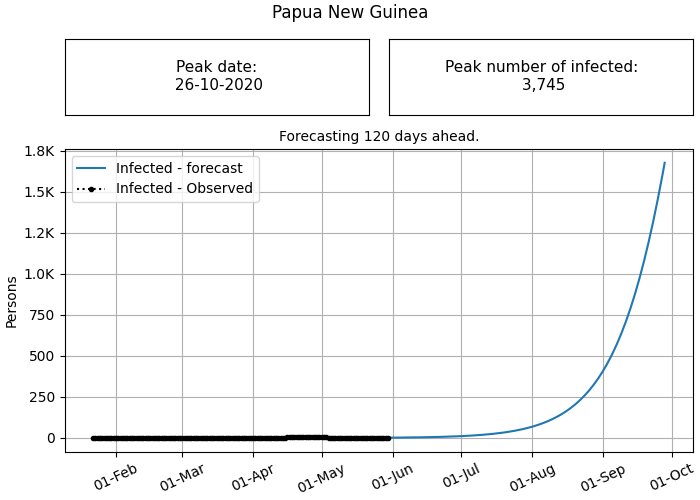 Papua New Guinea
Peak date:
26-10-2020
Peak number of infected:
3,745
Forecasting 120 days ahead.
Infected - forecast
Infected - Observed
Persons
1.8K
1.5K
1.2K
1.0K
750
500
250
0
01-Feb
01-Mar
01-Apr
01-May
01-Jun
01-Jul
01-Aug
01-Sep
01-Oct